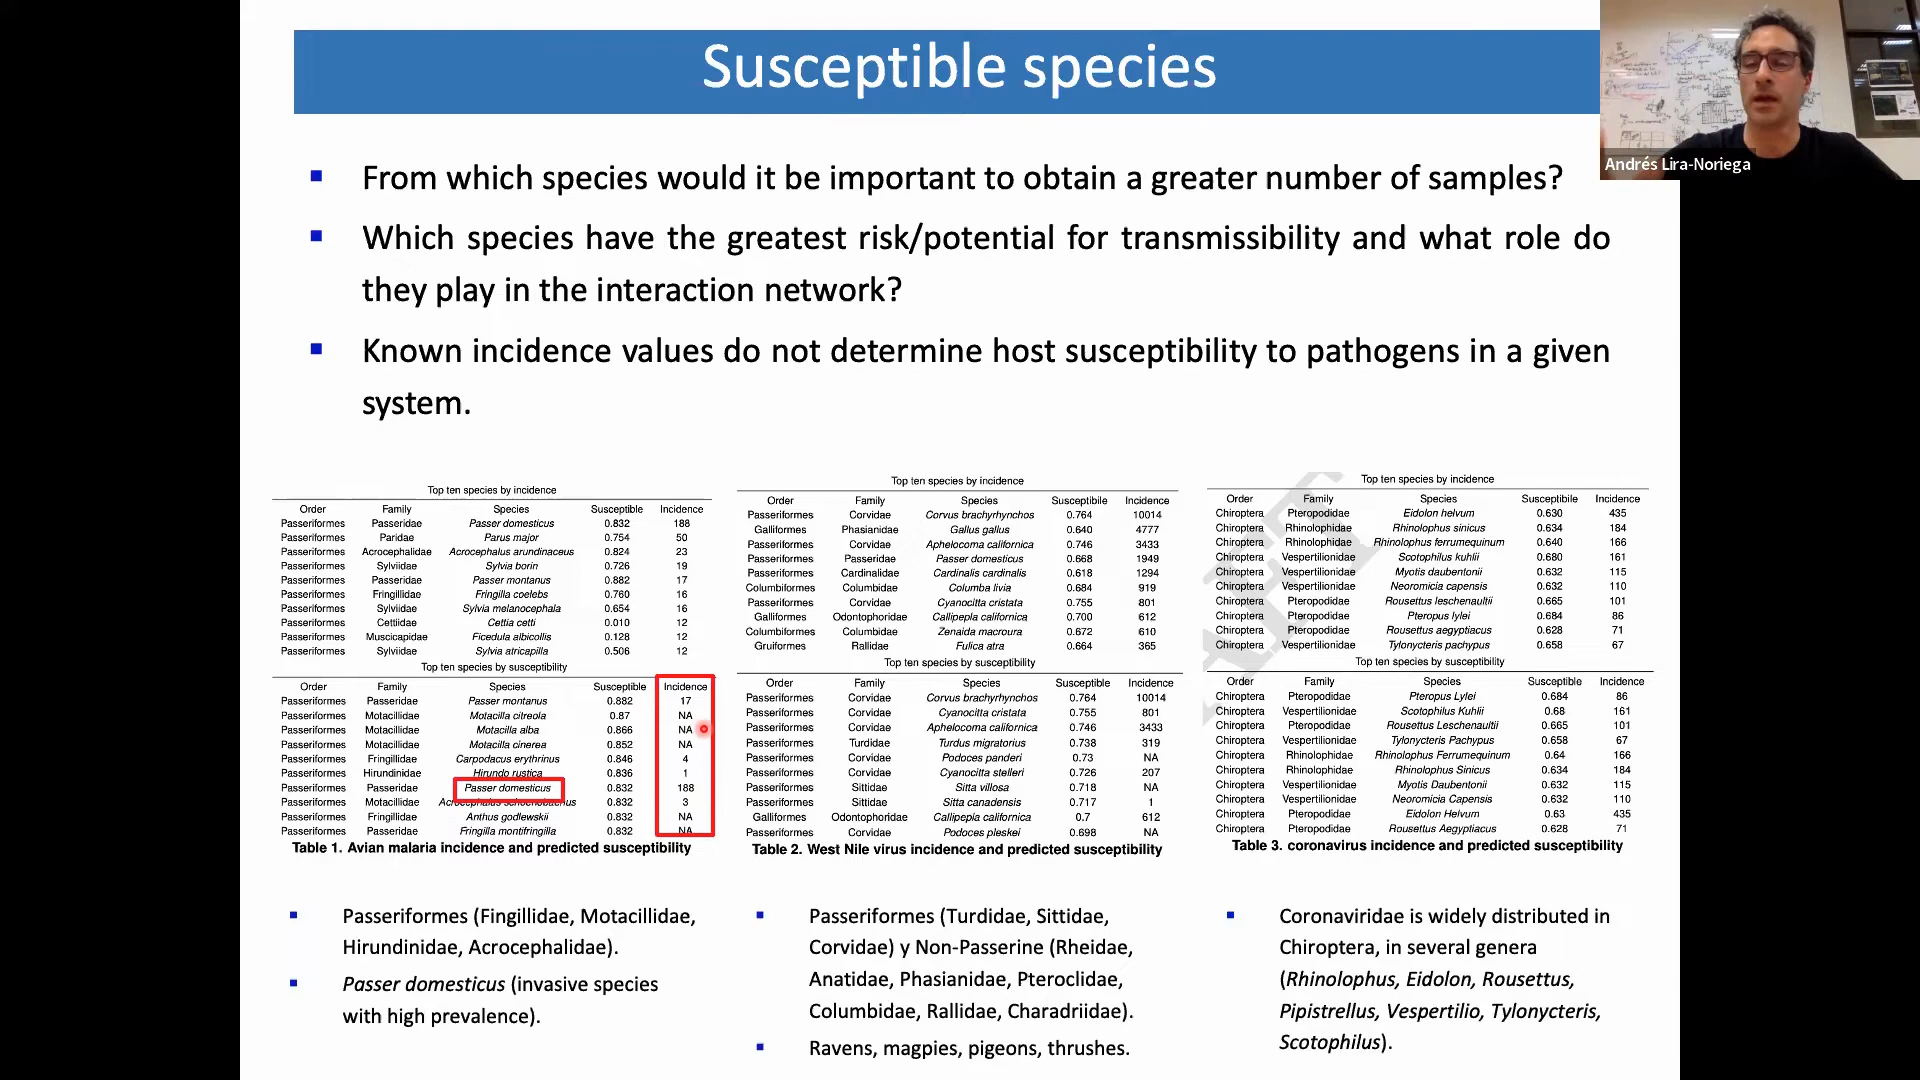 Susceptible species
Andrés Lira-Noriega
▪ From which species would it be important to obtain a greater number of samples?
▪ Which species have the greatest risk/potential for transmissibility and what role do
they play in the interaction network?
▪ Known incidence values do not determine host susceptibility to pathogens in a given
system.
Top ten species by incidence
Order Family Species Susceptible Incidence
Passeriformes Passeridae Passer domesticus 0.832 188
Passeriformes Paridae Parus major 0.754 50
Passeriformes Acrocephalidae Acrocephalus arundinaceus 0.824 23
Passeriformes Sylviidae Sylvia borin 0.726 19
Passeriformes Passeridae Passer montanus 0.882 17
Passeriformes Fringillidae Fringilla coelebs 0.760 16
Passeriformes Sylviidae Sylvia melanocephala 0.654 16
Passeriformes Cettiidae Cettia cetti 0.010 12
Passeriformes Muscicapidae Ficedula albicollis 0.128 12
Passeriformes Sylviidae Sylvia atricapilla 0.506 12
Top ten species by susceptibility
Order Family Species Susceptible Incidence
Passeriformes Passeridae Passer montanus 0.882 17
Passeriformes Motacillidae Motacilla citreola 0.87 NA
Passeriformes Motacillidae Motacilla alba 0.866 NA
Passeriformes Motacillidae Motacilla cinerea 0.852 NA
Passeriformes Fringillidae Carpodacus erythrinus 0.846 4
Passeriformes Hirundinidae Hirundo rustica 0.836 1
Passeriformes Passeridae Passer domesticus 0.832 188
Passeriformes Motacillidae Acrocephalus schoenobaenus 0.832 3
Passeriformes Fringillidae Anthus godlewskii 0.832 NA
Passeriformes Passeridae Fringilla montifringilla 0.832 NA
Table 1. Avian malaria incidence and predicted susceptibility
Top ten species by incidence
Order Family Species Susceptibile Incidence
Passeriformes Corvidae Corvus brachyrhynchos 0.764 10014
Galliformes Phasianidae Gallus gallus 0.640 4777
Passeriformes Corvidae Aphelocoma californica 0.746 3433
Passeriformes Passeridae Passer domesticus 0.668 1949
Passeriformes Cardinalidae Cardinalis cardinalis 0.618 1294
Columbiformes Columbidae Columba livia 0.684 919
Passeriformes Corvidae Cyanocitta cristata 0.755 801
Galliformes Odontophoridae Callipepla californica 0.700 612
Columbiformes Columbidae Zenaida macroura 0.672 610
Gruiformes Rallidae Fulica atra 0.664 365
Top ten species by susceptibility
Order Family Species Susceptible Incidence
Passeriformes Corvidae Corvus brachyrhynchos 0.764 10014
Passeriformes Corvidae Cyanocitta cristata 0.755 801
Passeriformes Corvidae Aphelocoma californica 0.746 3433
Passeriformes Turdidae Turdus migratorius 0.738 319
Passeriformes Corvidae Podoces panderi 0.73 NA
Passeriformes Corvidae Cyanocitta stelleri 0.726 207
Passeriformes Sittidae Sitta villosa 0.718 NA
Passeriformes Sittidae Sitta canadensis 0.717 1
Galliformes Odontophoridae Callipepla californica 0.7 612
Passeriformes Corvidae Podoces pleskei 0.698 NA
Table 2. West Nile virus incidence and predicted susceptibility
Top ten species by incidence
Order Family Species Susceptibile Incidence
Chiroptera Pteropodidae Eidolon helvum 0.630 435
Chiroptera Rhinolophidae Rhinolophus sinicus 0.634 184
Chiroptera Rhinolophidae Rhinolophus ferrumequinum 0.640 166
Chiroptera Vespertilionidae Scotophilus kuhlii 0.680 161
Chiroptera Vespertilionidae Myotis daubentonii 0.632 115
Chiroptera Vespertilionidae Neoromicia capensis 0.632 110
Chiroptera Pteropodidae Rousettus leschenaultii 0.665 101
Chiroptera Pteropodidae Pteropus lylei 0.684 86
Chiroptera Pteropodidae Rousettus aegyptiacus 0.628 71
Chiroptera Vespertilionidae Tylonycteris pachypus 0.658 67
Top ten species by susceptibility
Order Family Species Susceptible Incidence
Chiroptera Pteropodidae Pteropus Lylei 0.684 86
Chiroptera Vespertilionidae Scotophilus Kuhlii 0.68 161
Chiroptera Pteropodidae Rousettus Leschenaultii 0.665 101
Chiroptera Vespertilionidae Tylonycteris Pachypus 0.658 67
Chiroptera Rhinolophidae Rhinolophus Ferrumequinum 0.64 166
Chiroptera Rhinolophidae Rhinolophus Sinicus 0.634 184
Chiroptera Vespertilionidae Myotis Daubentonii 0.632 115
Chiroptera Vespertilionidae Neoromicia Capensis 0.632 110
Chiroptera Pteropodidae Eidolon Helvum 0.63 435
Chiroptera Pteropodidae Rousettus Aegyptiacus 0.628 71
Table 3. coronavirus incidence and predicted susceptibility
▪ Passeriformes (Fingillidae, Motacillidae,
Hirundinidae, Acrocephalidae).
▪ Passer domesticus (invasive species
with high prevalence).
▪ Passeriformes (Turdidae, Sittidae,
Corvidae) y Non-Passerine (Rheidae,
Anatidae, Phasianidae, Pteroclidae,
Columbidae, Rallidae, Charadriidae).
▪ Ravens, magpies, pigeons, thrushes.
▪ Coronaviridae is widely distributed in
Chiroptera, in several genera
(Rhinolophus, Eidolon, Rousettus,
Pipistrellus, Vespertilio, Tylonycteris,
Scotophilus).